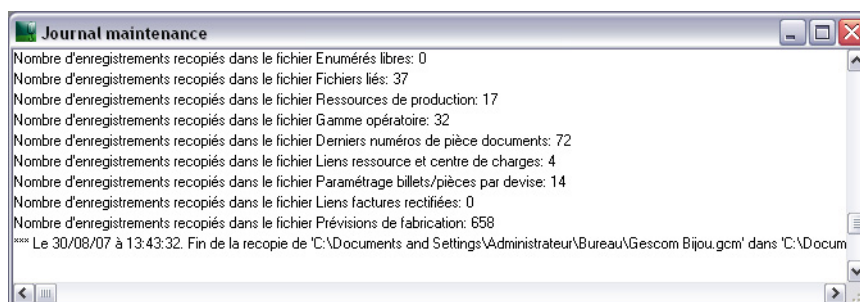 Journal maintenance
Nombre d'enregistrements recopiés dans le fichier Enumérés libres: 0
Nombre d'enregistrements recopiés dans le fichier Fichiers liés: 37
Nombre d'enregistrements recopiés dans le fichier Ressources de production: 17
Nombre d'enregistrements recopiés dans le fichier Gamme opératoire: 32
Nombre d'enregistrements recopiés dans le fichier Derniers numéros de pièce documents: 72
Nombre d'enregistrements recopiés dans le fichier Liens ressource et centre de charges: 4
Nombre d'enregistrements recopiés dans le fichier Paramétrage billets/pièces par devise: 14
Nombre d'enregistrements recopiés dans le fichier Liens factures rectifiées: 0
Nombre d'enregistrements recopiés dans le fichier Prévisions de fabrication: 658
*** Le 30/08/07 à 13:43:32. Fin de la recopie de 'C:\Documents and Settings\Administrateur\Bureau\Gescom Bijou.gcm' dans 'C:\Docum